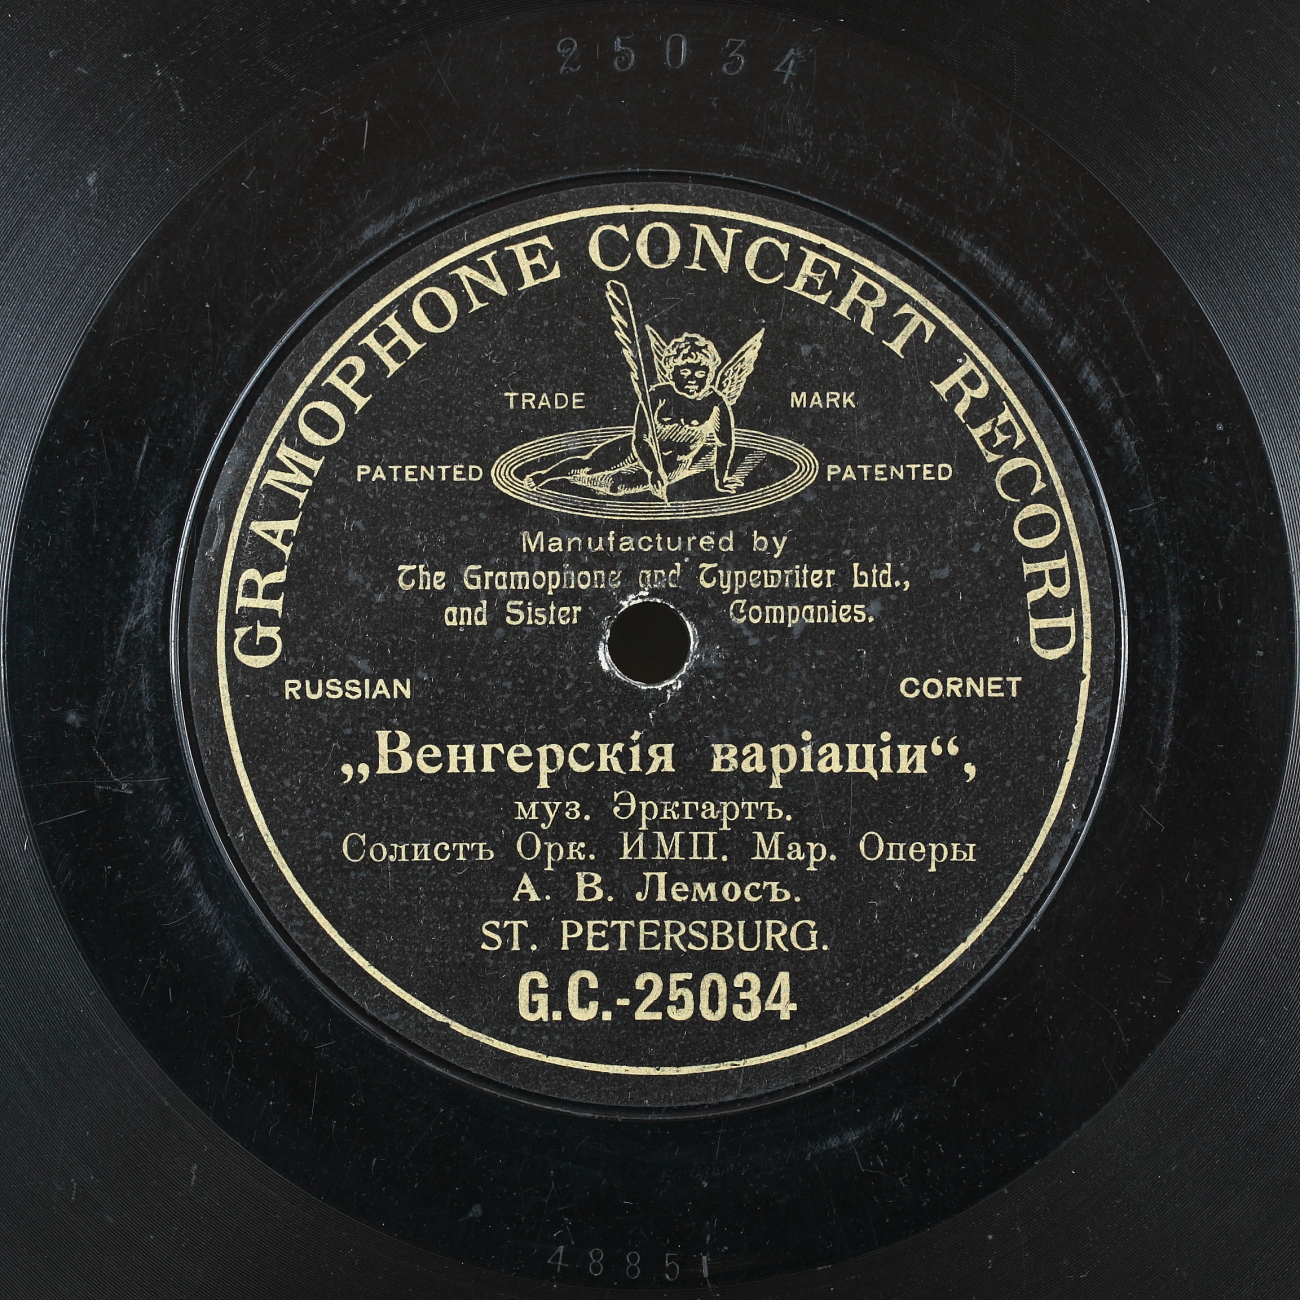 25034
GRAMOPHONE CONCERT RECORD
TRADE MARK
PATENTED PATENTED
Manufactured by
The Gramophone and Typewriter Ltd.,
and Sister Companies.
RUSSIAN CORNET
„Венгерскія варіаціи“,
муз. Эркгартъ.
Солистъ Орк. ИМП. Мар. Оперы
А. В. Лемосъ.
ST. PETERSBURG.
G.C.-25034
4885l